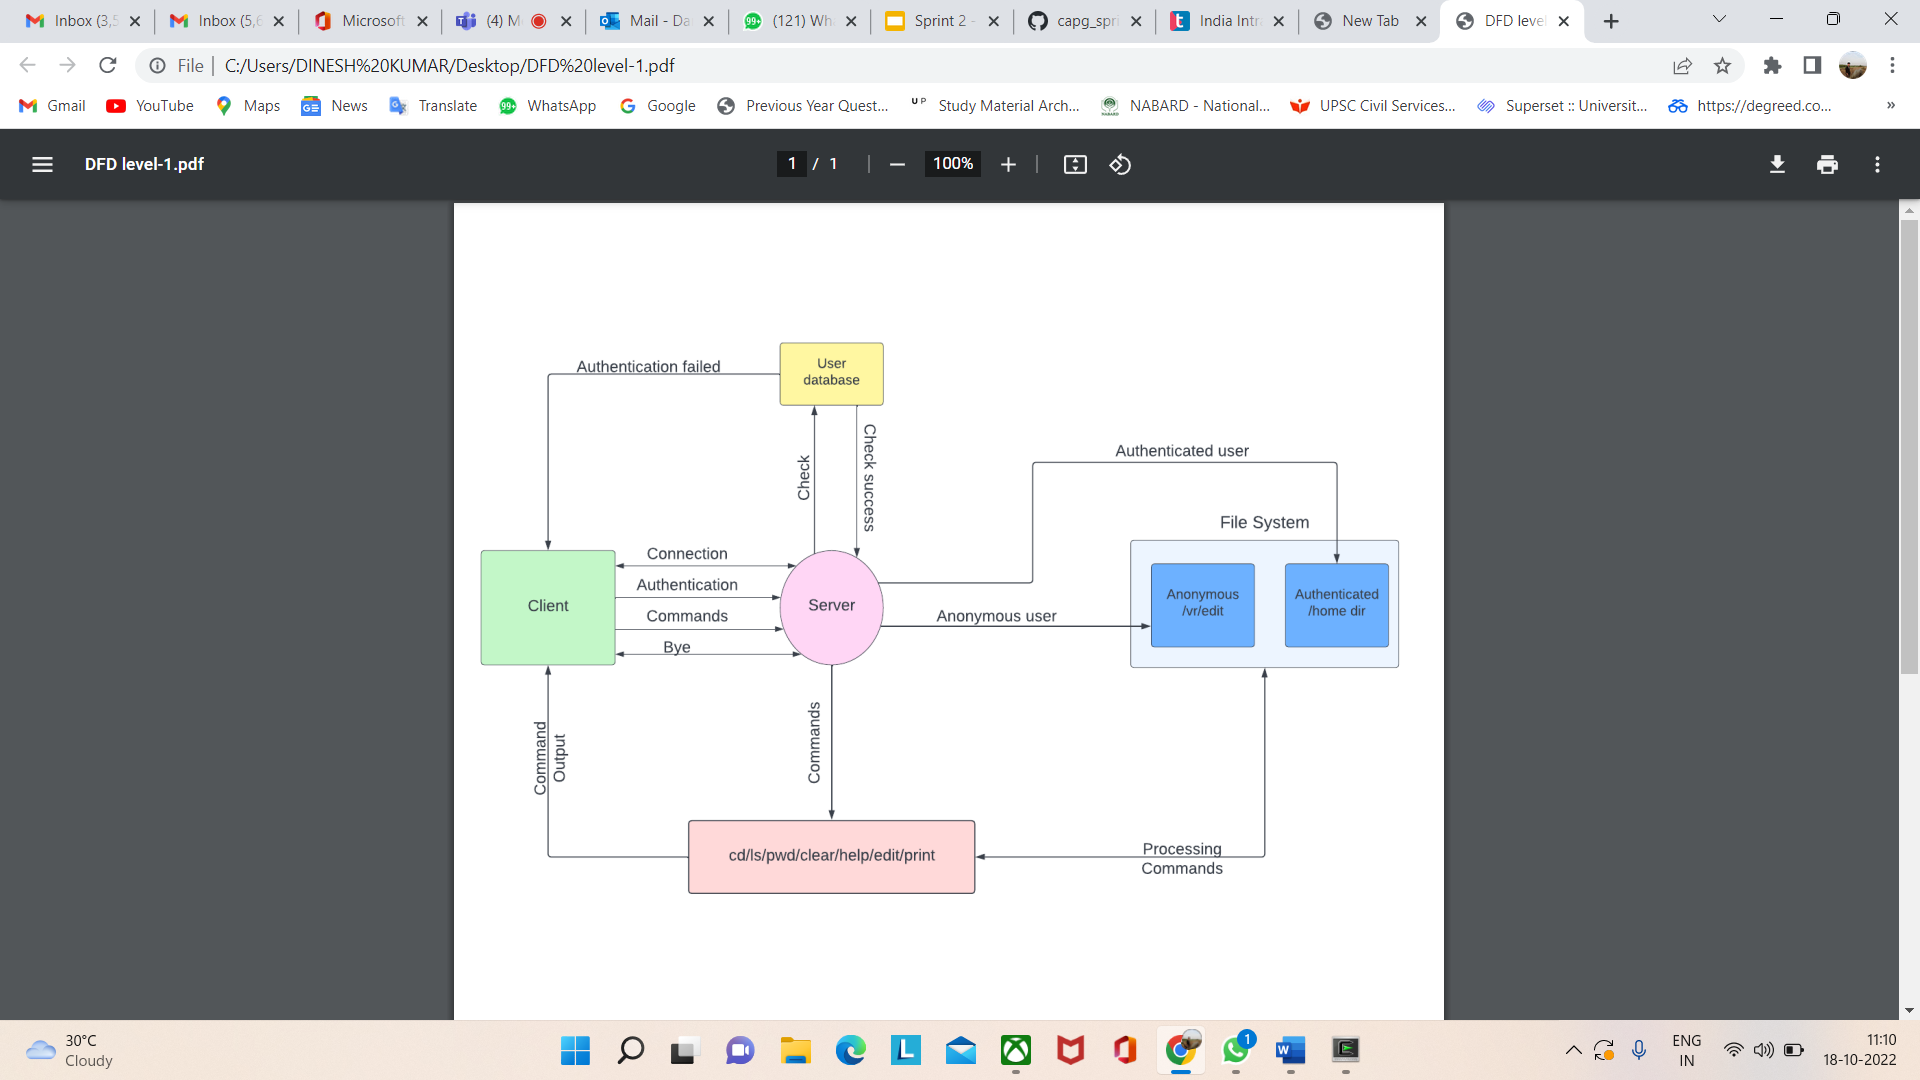 Inbox (3,5
Inbox (5,6
Microsoft
(4) M
Mail - Da
(121) Wh
Sprint 2 -
capg_spri
India Intr
New Tab
DFD leve
File
C:/Users/DINESH%20KUMAR/Desktop/DFD%20level-1.pdf
Gmail
YouTube
Maps
News
Translate
WhatsApp
Google
Previous Year Quest...
Study Material Arch...
NABARD - National...
UPSC Civil Services...
Superset :: Universit...
https://degreed.co...
»
DFD level-1.pdf
1 / 1
100%
User
database
Authentication failed
Check
Check success
Authenticated user
File System
Anonymous
/vr/edit
Authenticated
/home dir
Client
Connection
Authentication
Commands
Bye
Server
Anonymous user
Command
Output
Commands
cd/ls/pwd/clear/help/edit/print
Processing
Commands
30°C
Cloudy
1
ENG
IN
11:10
18-10-2022